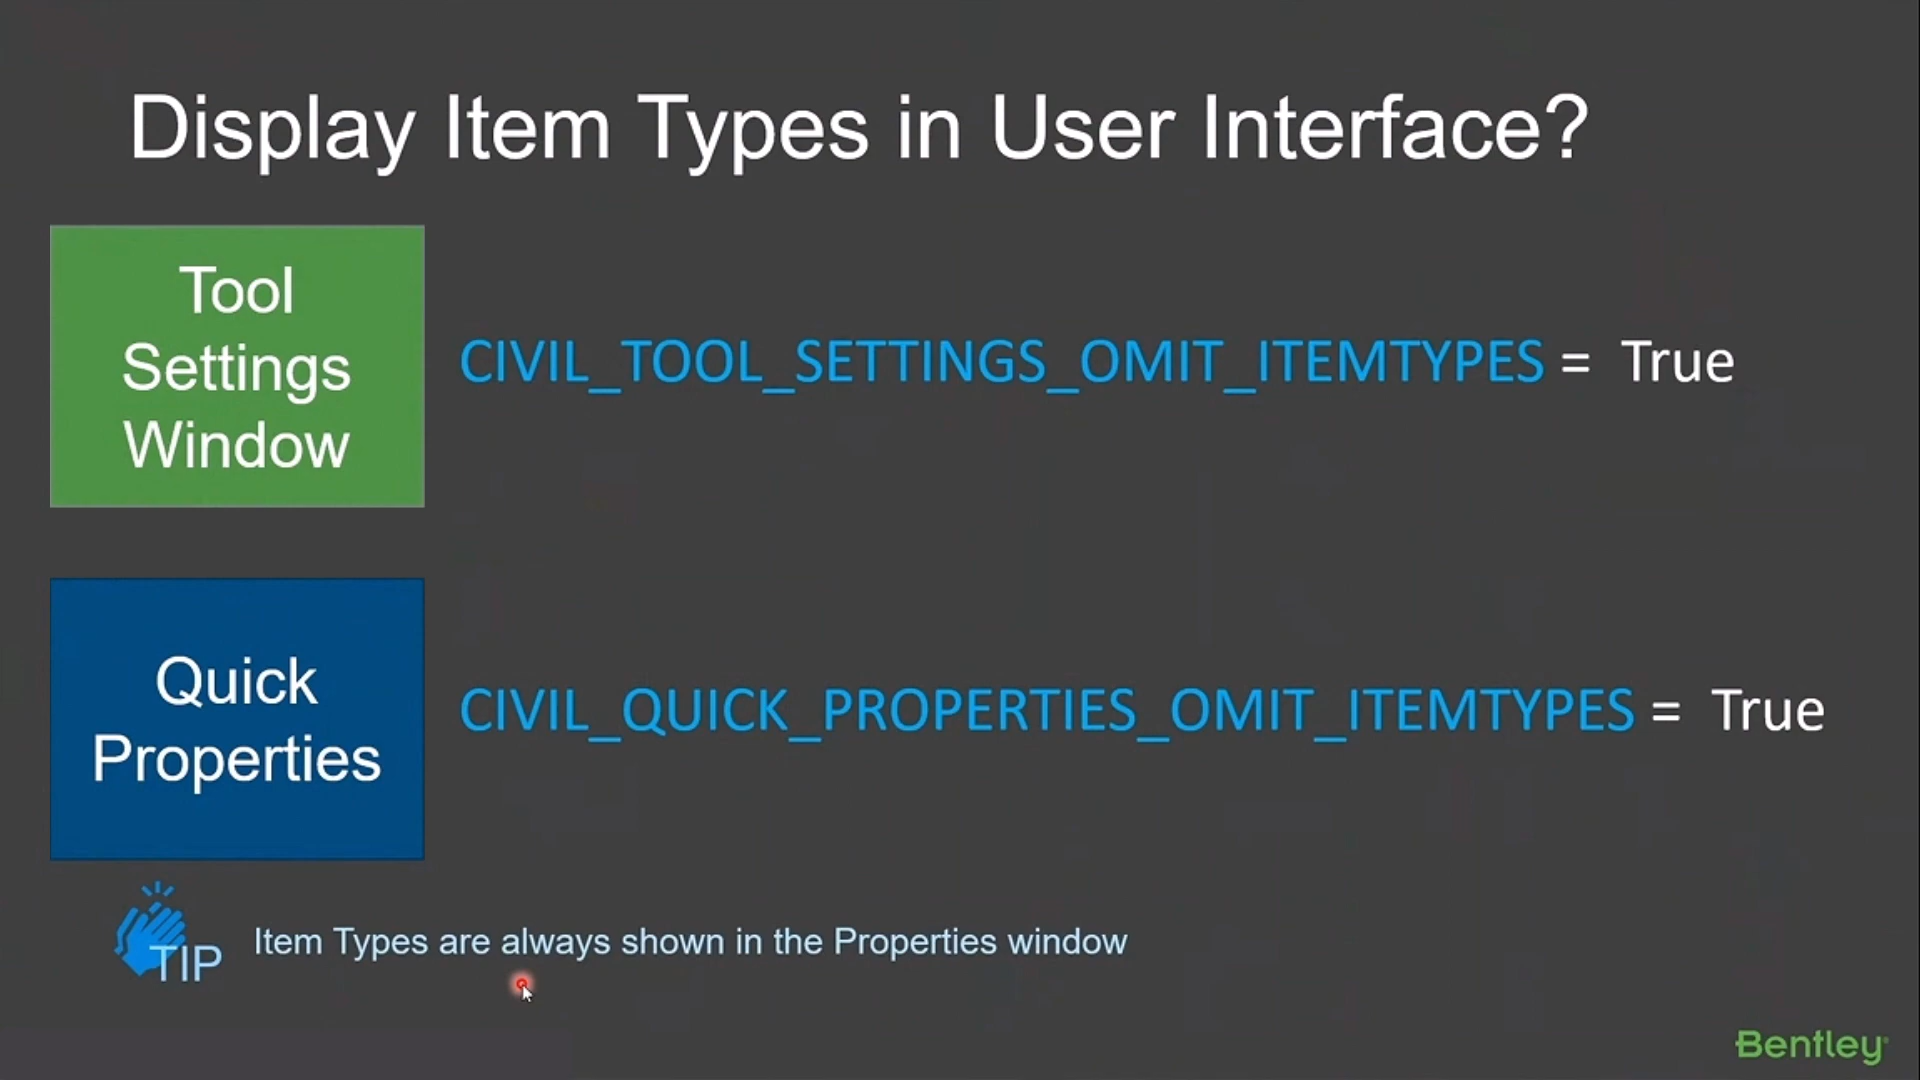 Display Item Types in User Interface?
Tool
Settings
Window
CIVIL_TOOL_SETTINGS_OMIT_ITEMTYPES = True
Quick
Properties
CIVIL_QUICK_PROPERTIES_OMIT_ITEMTYPES = True
TIP
Item Types are always shown in the Properties window
Bentley